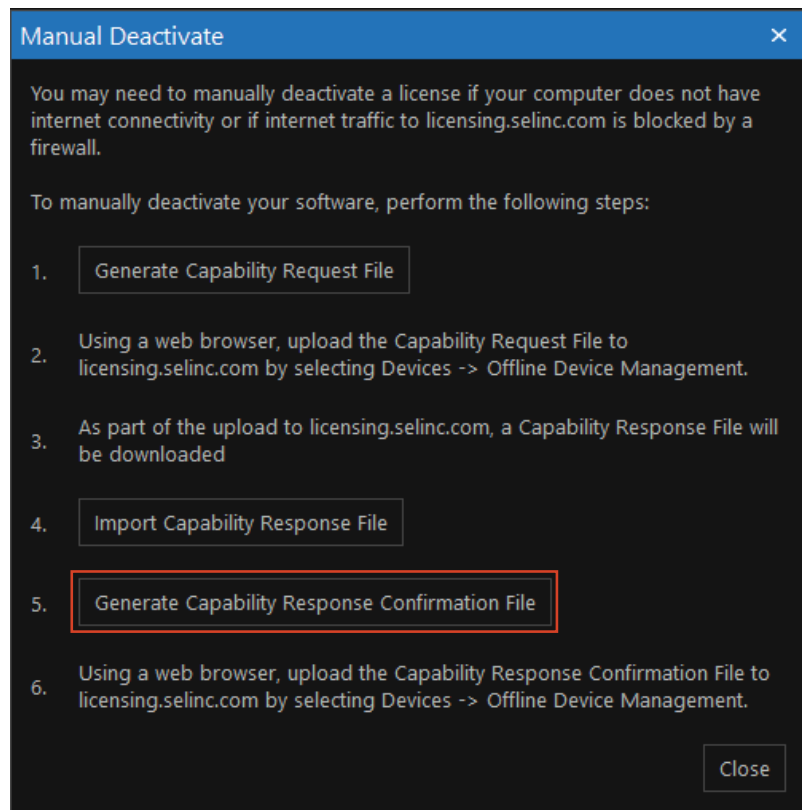 Manual Deactivate
You may need to manually deactivate a license if your computer does not have
internet connectivity or if internet traffic to licensing.selinc.com is blocked by a
firewall.
To manually deactivate your software, perform the following steps:
1. Generate Capability Request File
2. Using a web browser, upload the Capability Request File to
licensing.selinc.com by selecting Devices -> Offline Device Management.
3. As part of the upload to licensing.selinc.com, a Capability Response File will
be downloaded
4. Import Capability Response File
5. Generate Capability Response Confirmation File
6. Using a web browser, upload the Capability Response Confirmation File to
licensing.selinc.com by selecting Devices -> Offline Device Management.
Close